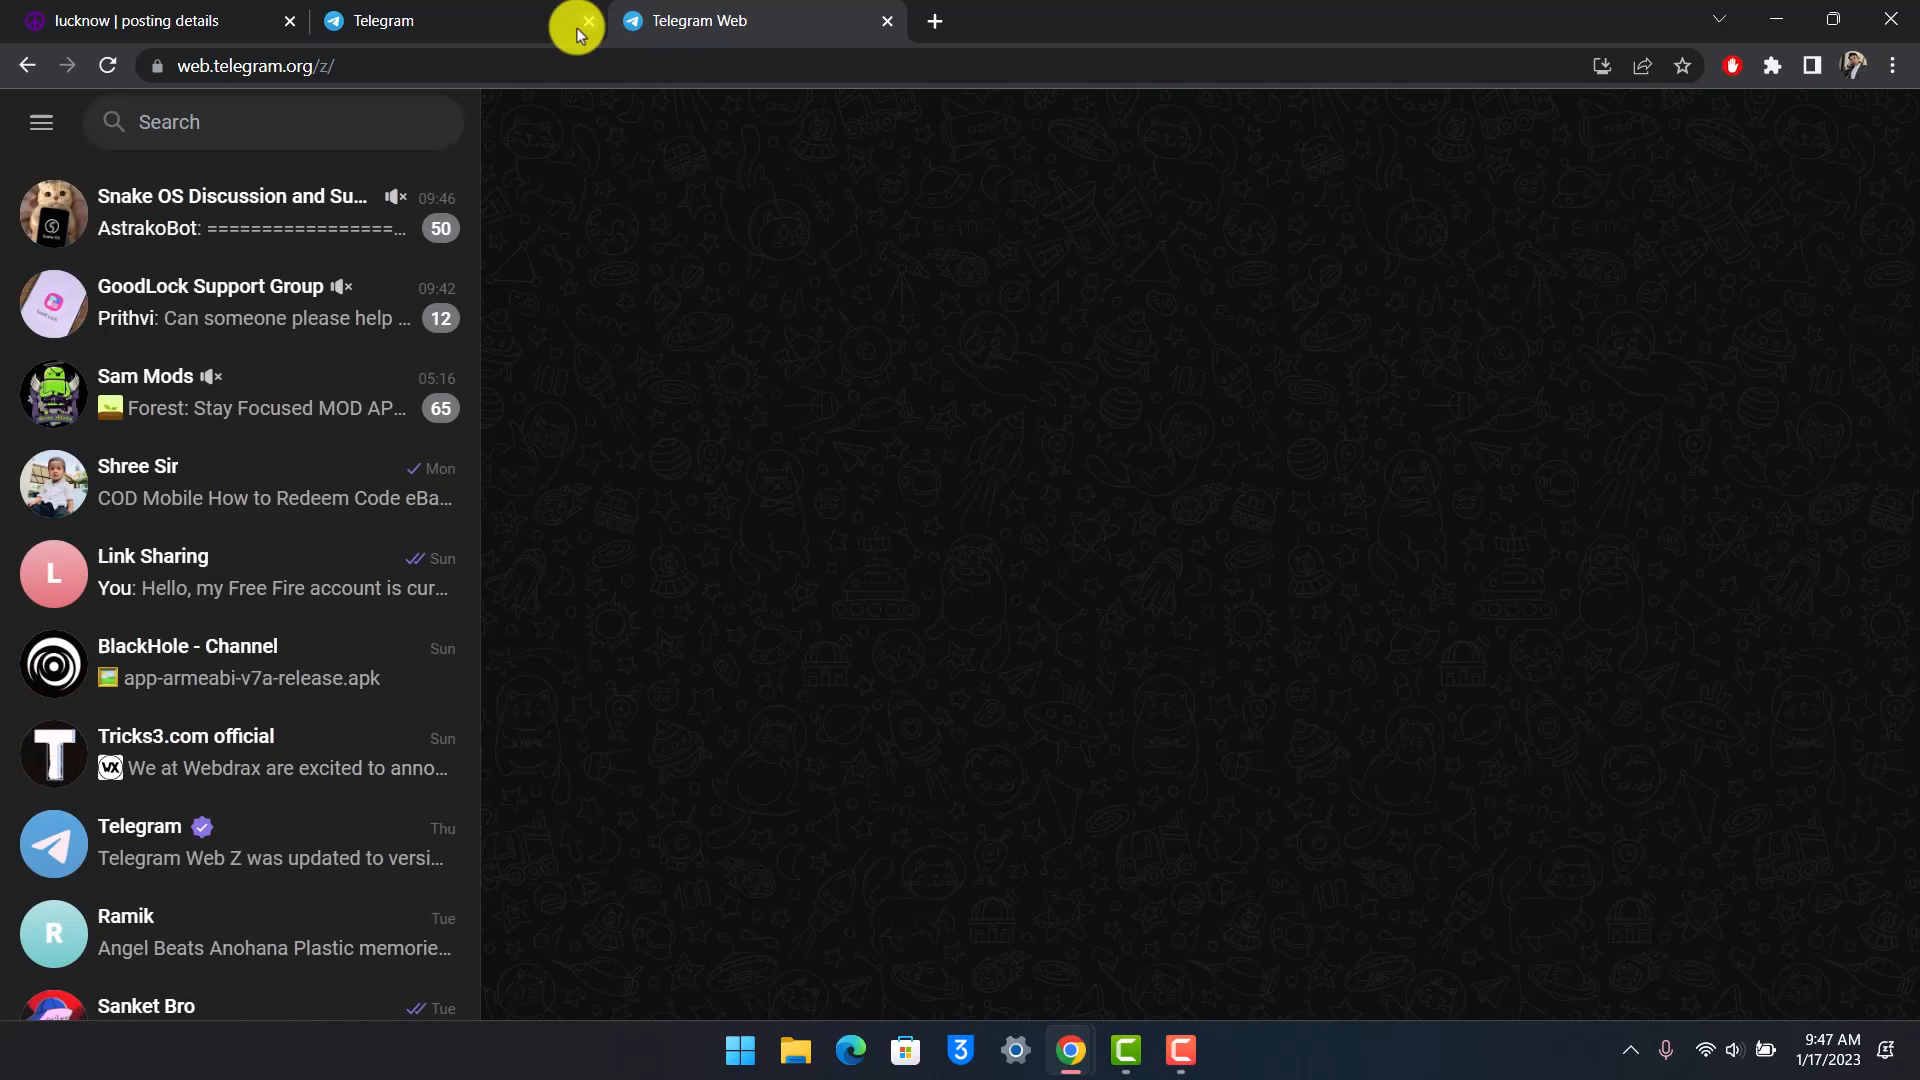 lucknow | posting details
Telegram
Telegram Web
web.telegram.org/z/
Search
Snake OS Discussion and Su... 09:46
AstrakoBot: =================... 50
GoodLock Support Group 09:42
Prithvi: Can someone please help ... 12
Sam Mods 05:16
Forest: Stay Focused MOD AP... 65
Shree Sir Mon
COD Mobile How to Redeem Code eBa...
L
Link Sharing Sun
You: Hello, my Free Fire account is cur...
BlackHole - Channel Sun
app-armeabi-v7a-release.apk
T
Tricks3.com official Sun
WX We at Webdrax are excited to anno...
Telegram Thu
Telegram Web Z was updated to versi...
R
Ramik Tue
Angel Beats Anohana Plastic memorie...
Sanket Bro Tue
3
9:47 AM
1/17/2023